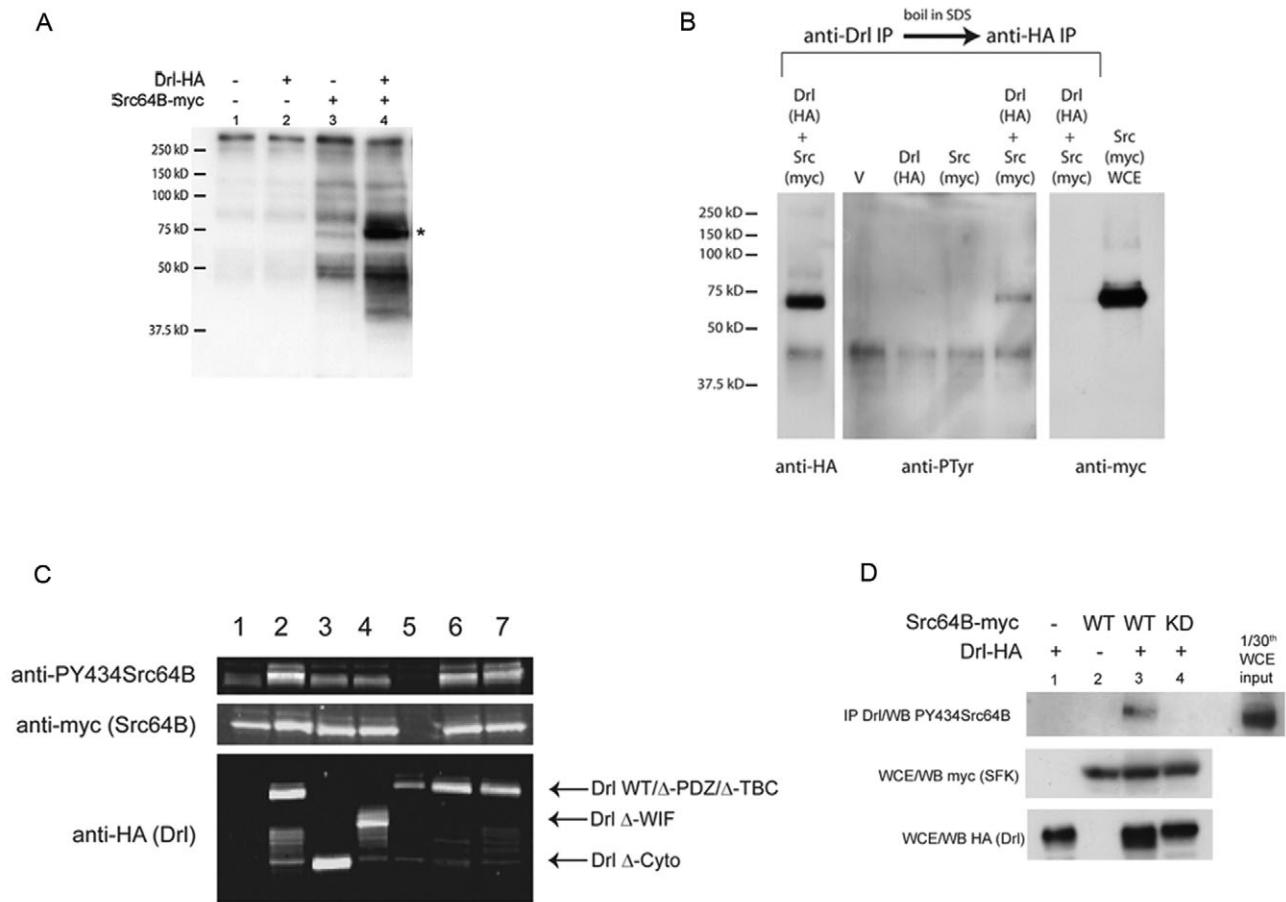 A
Drl-HA - + - +
Src64B-myc - - + +
1 2 3 4
250 kD
150 kD
100 kD
75 kD
*
50 kD
37.5 kD
B
boil in SDS
anti-Drl IP anti-HA IP
Drl (HA) + Src (myc)
V
Drl (HA)
Src (myc)
Drl (HA) + Src (myc)
Drl (HA) + Src (myc)
Src (myc) WCE
250 kD
150 kD
100 kD
75 kD
50 kD
37.5 kD
anti-HA anti-PTyr anti-myc
C
1 2 3 4 5 6 7
anti-PY434Src64B
anti-myc (Src64B)
anti-HA (Drl)
Drl WT/Δ-PDZ/Δ-TBC
Drl Δ-WIF
Drl Δ-Cyto
D
Src64B-myc - WT WT KD
Drl-HA + - + +
1 2 3 4
1/30th WCE input
IP Drl/WB PY434Src64B
WCE/WB myc (SFK)
WCE/WB HA (Drl)